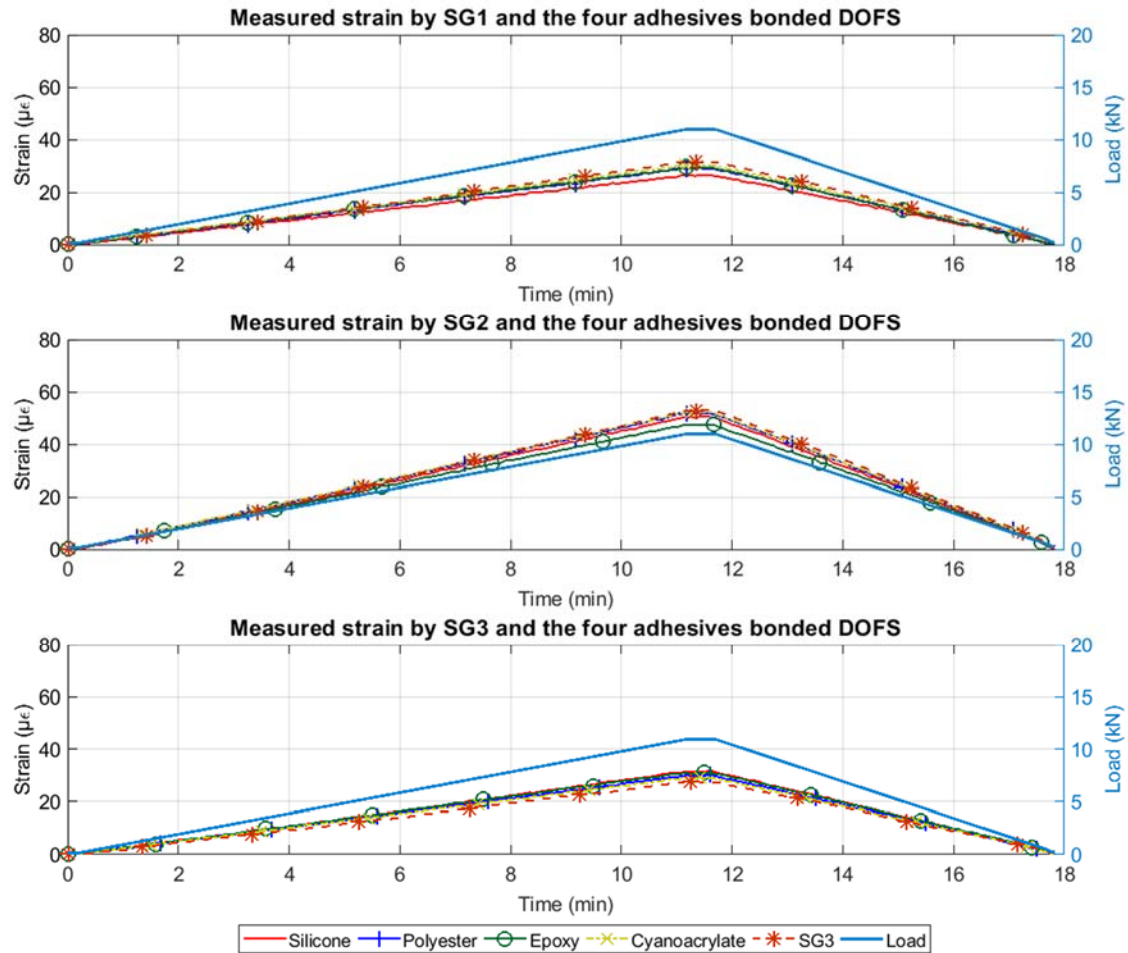 Measured strain by SG1 and the four adhesives bonded DOFS
80 20
60 15
40 10
20 5
0 0
Strain (µϵ)
Load (kN)
0 2 4 6 8 10 12 14 16 18
Time (min)
Measured strain by SG2 and the four adhesives bonded DOFS
80 20
60 15
40 10
20 5
0 0
Strain (µϵ)
Load (kN)
0 2 4 6 8 10 12 14 16 18
Time (min)
Measured strain by SG3 and the four adhesives bonded DOFS
80 20
60 15
40 10
20 5
0 0
Strain (µϵ)
Load (kN)
0 2 4 6 8 10 12 14 16 18
Time (min)
Silicone Polyester Epoxy Cyanoacrylate SG3 Load